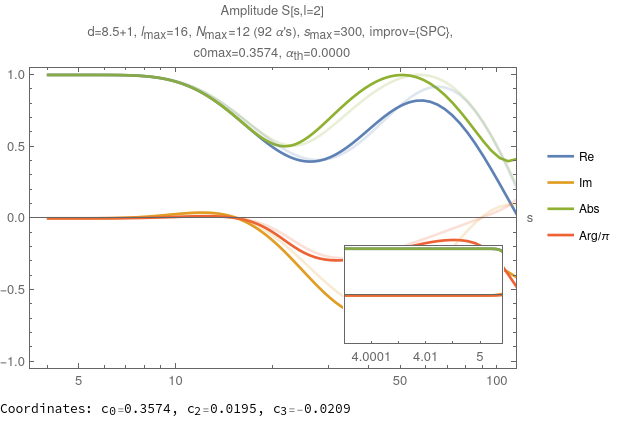 Amplitude S[s,l=2]
d=8.5+1, lmax=16, Nmax=12 (92 α's), smax=300, improv={SPC},
c0max=0.3574, αth=0.0000
1.0
0.5
0.0
-0.5
-1.0
s
5
10
50
100
4.0001
4.01
5
Re
Im
Abs
Arg/π
Coordinates: c0=0.3574, c2=0.0195, c3=-0.0209